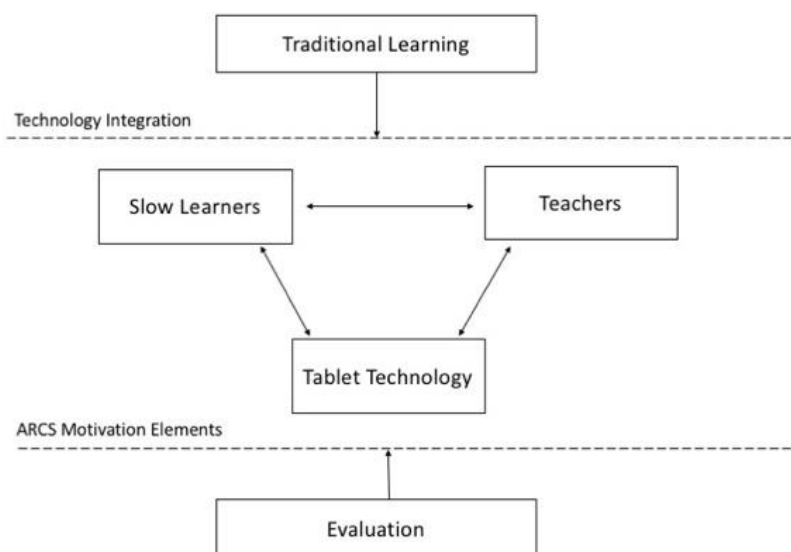 Traditional Learning
Technology Integration
Slow Learners
Teachers
Tablet Technology
ARCS Motivation Elements
Evaluation